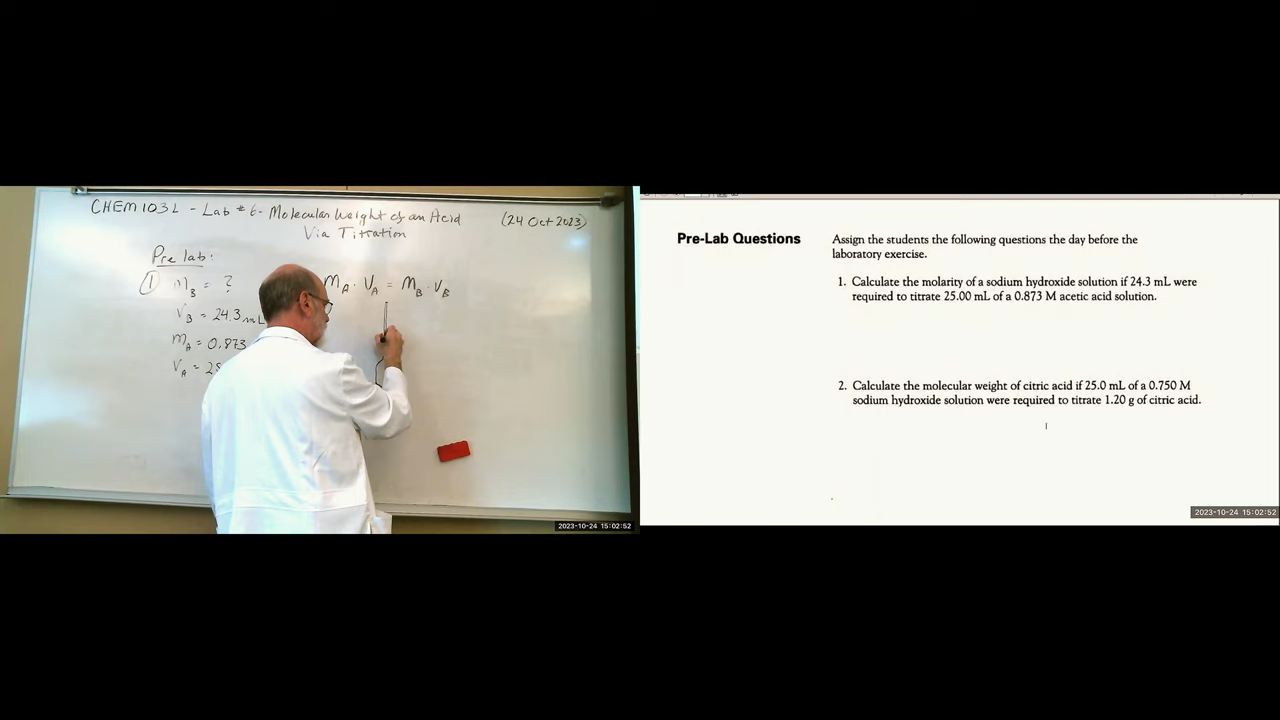 CHEM 103L - Lab #6 - Molecular Weight of an Acid
Via Titration
(24 Oct 2023)
Pre lab:
① M_B = ?
V_B = 24.3 mL
M_A = 0.873
V_A =
M_A · V_A = M_B · V_B
2023-10-24 15:02:52
Pre-Lab Questions
Assign the students the following questions the day before the
laboratory exercise.
1. Calculate the molarity of a sodium hydroxide solution if 24.3 mL were
required to titrate 25.00 mL of a 0.873 M acetic acid solution.
2. Calculate the molecular weight of citric acid if 25.0 mL of a 0.750 M
sodium hydroxide solution were required to titrate 1.20 g of citric acid.
2023-10-24 15:02:52